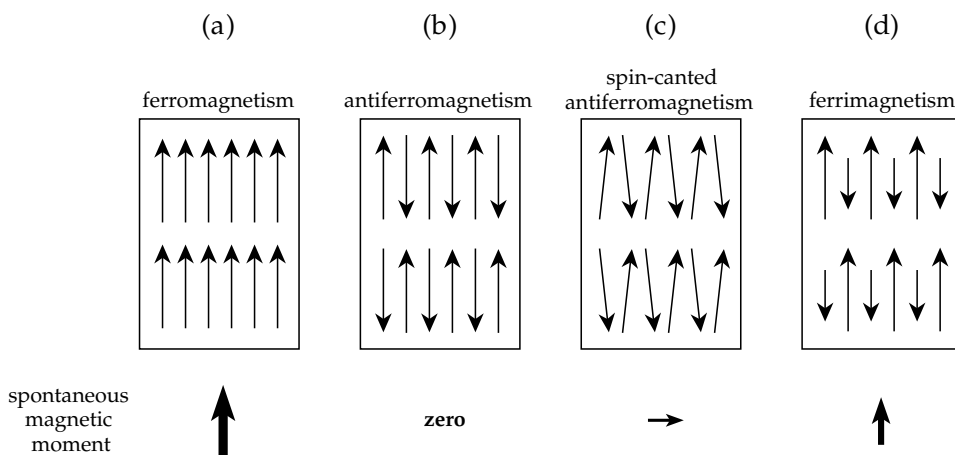 (a)
(b)
(c)
(d)
ferromagnetism
antiferromagnetism
spin-canted
antiferromagnetism
ferrimagnetism
spontaneous
magnetic
moment
zero